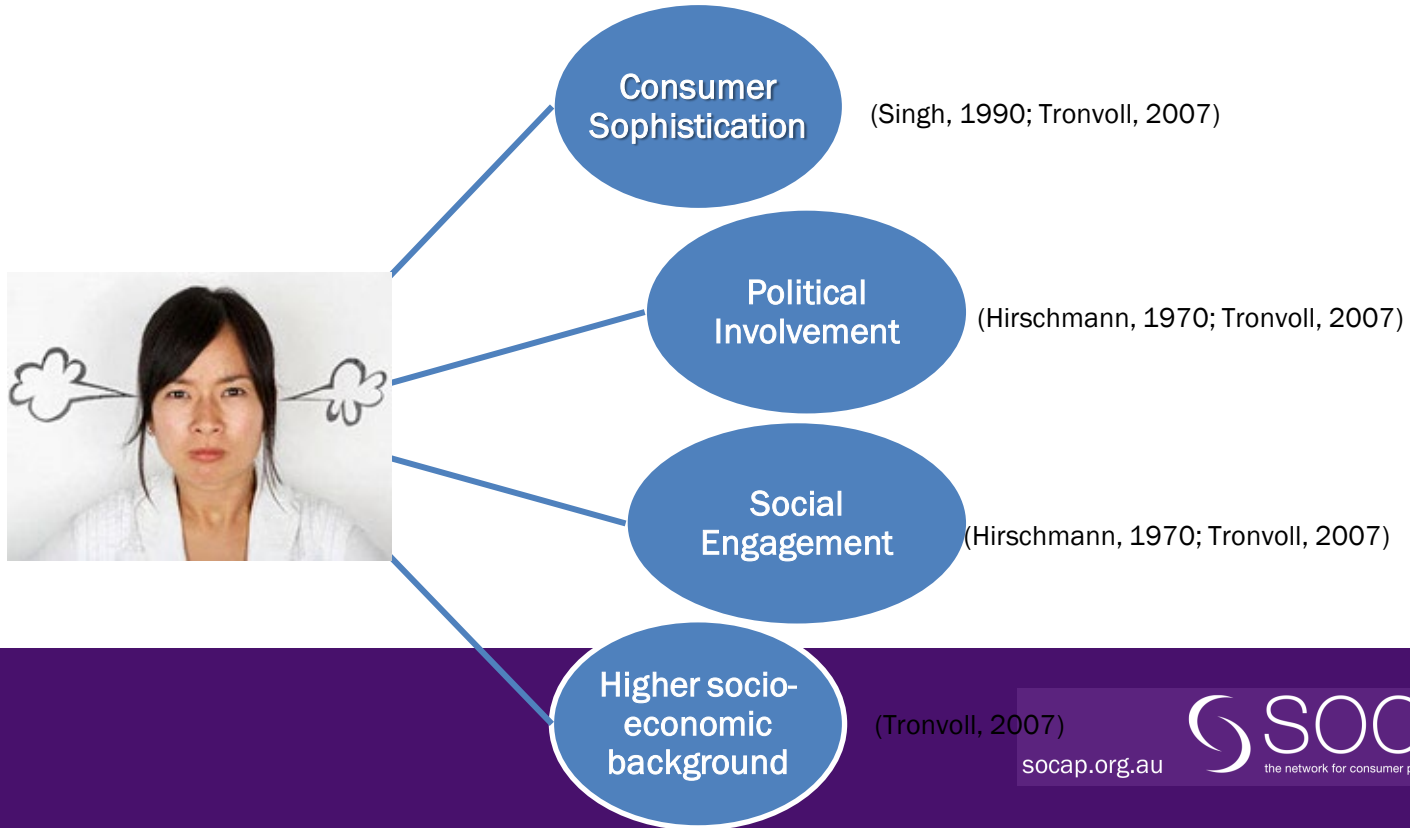 Consumer
Sophistication
(Singh, 1990; Tronvoll, 2007)
Political
Involvement
(Hirschmann, 1970; Tronvoll, 2007)
Social
Engagement
(Hirschmann, 1970; Tronvoll, 2007)
Higher socio-
economic
background
(Tronvoll, 2007)
socap.org.au
SOC
the network for consumer p